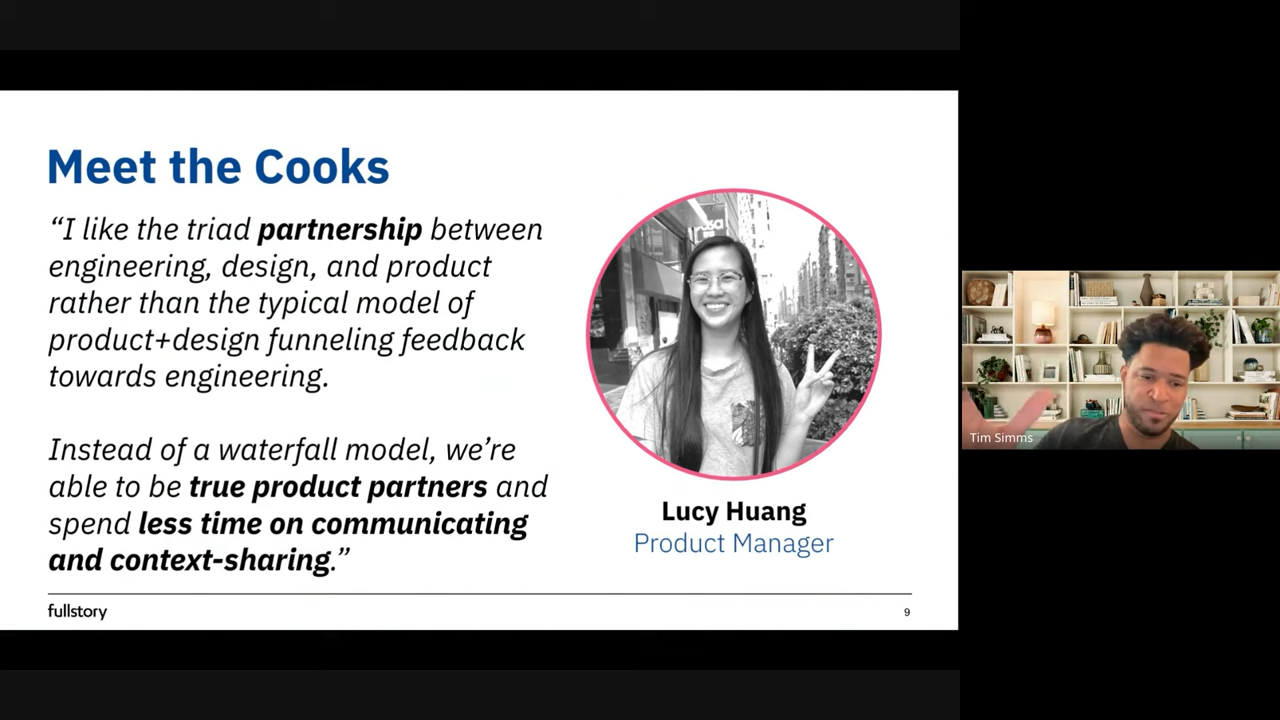 Meet the Cooks
“I like the triad partnership between
engineering, design, and product
rather than the typical model of
product+design funneling feedback
towards engineering.
Instead of a waterfall model, we’re
able to be true product partners and
spend less time on communicating
and context-sharing.”
Lucy Huang
Product Manager
fullstory
9
Tim Simms